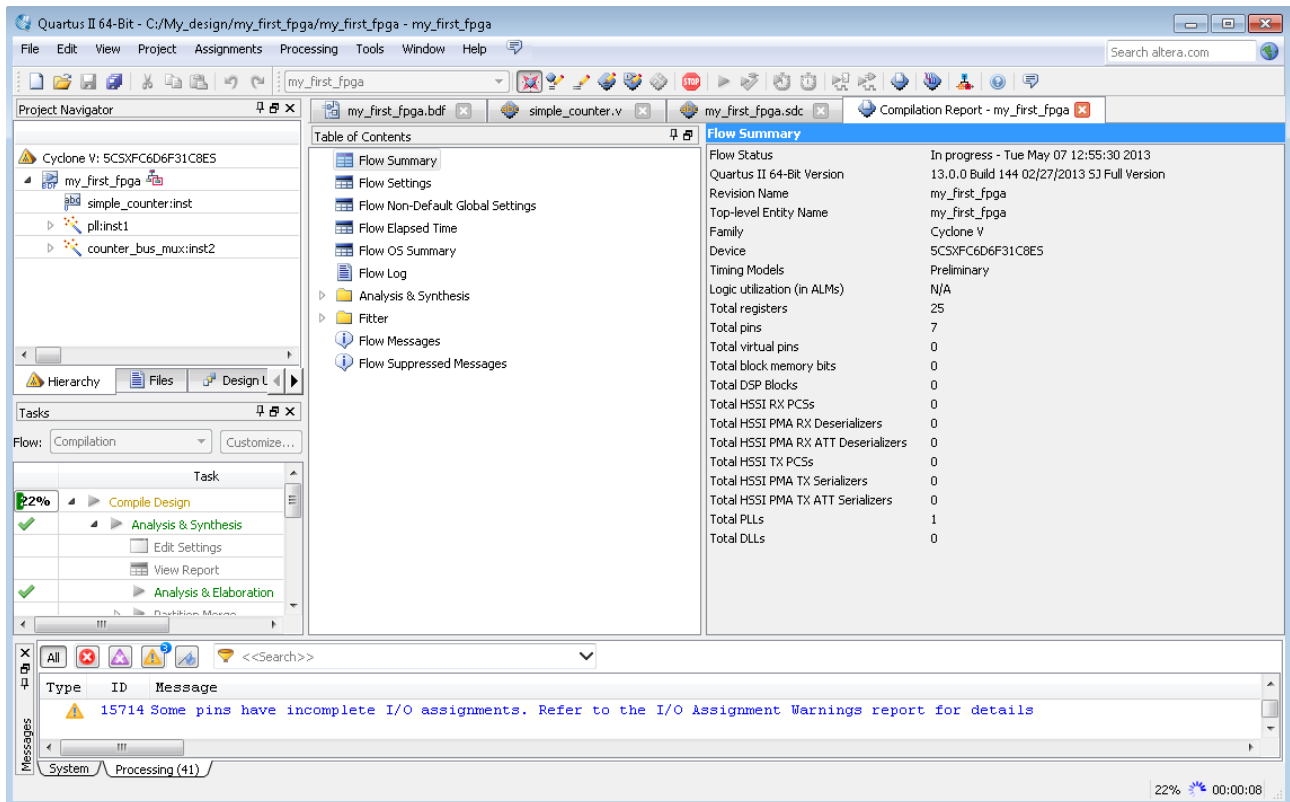 Quartus II 64-Bit - C:/My_design/my_first_fpga/my_first_fpga - my_first_fpga
File Edit View Project Assignments Processing Tools Window Help
Search altera.com
my_first_fpga
STOP
Project Navigator
my_first_fpga.bdf
simple_counter.v
my_first_fpga.sdc
Compilation Report - my_first_fpga
Cyclone V: 5CSXFC6D6F31C8ES
my_first_fpga
abd simple_counter:inst
pll:inst1
counter_bus_mux:inst2
Hierarchy Files Design U
Tasks
Flow: Compilation Customize...
Task
22% Compile Design
Analysis & Synthesis
Edit Settings
View Report
Analysis & Elaboration
Partition Merge
Table of Contents
Flow Summary
Flow Settings
Flow Non-Default Global Settings
Flow Elapsed Time
Flow OS Summary
Flow Log
Analysis & Synthesis
Fitter
Flow Messages
Flow Suppressed Messages
Flow Summary
Flow Status In progress - Tue May 07 12:55:30 2013
Quartus II 64-Bit Version 13.0.0 Build 144 02/27/2013 SJ Full Version
Revision Name my_first_fpga
Top-level Entity Name my_first_fpga
Family Cyclone V
Device 5CSXFC6D6F31C8ES
Timing Models Preliminary
Logic utilization (in ALMs) N/A
Total registers 25
Total pins 7
Total virtual pins 0
Total block memory bits 0
Total DSP Blocks 0
Total HSSI RX PCSs 0
Total HSSI PMA RX Deserializers 0
Total HSSI PMA RX ATT Deserializers 0
Total HSSI TX PCSs 0
Total HSSI PMA TX Serializers 0
Total HSSI PMA TX ATT Serializers 0
Total PLLs 1
Total DLLs 0
All 3 <<Search>>
Type ID Message
15714 Some pins have incomplete I/O assignments. Refer to the I/O Assignment Warnings report for details
Messages
System Processing (41)
22% 00:00:08